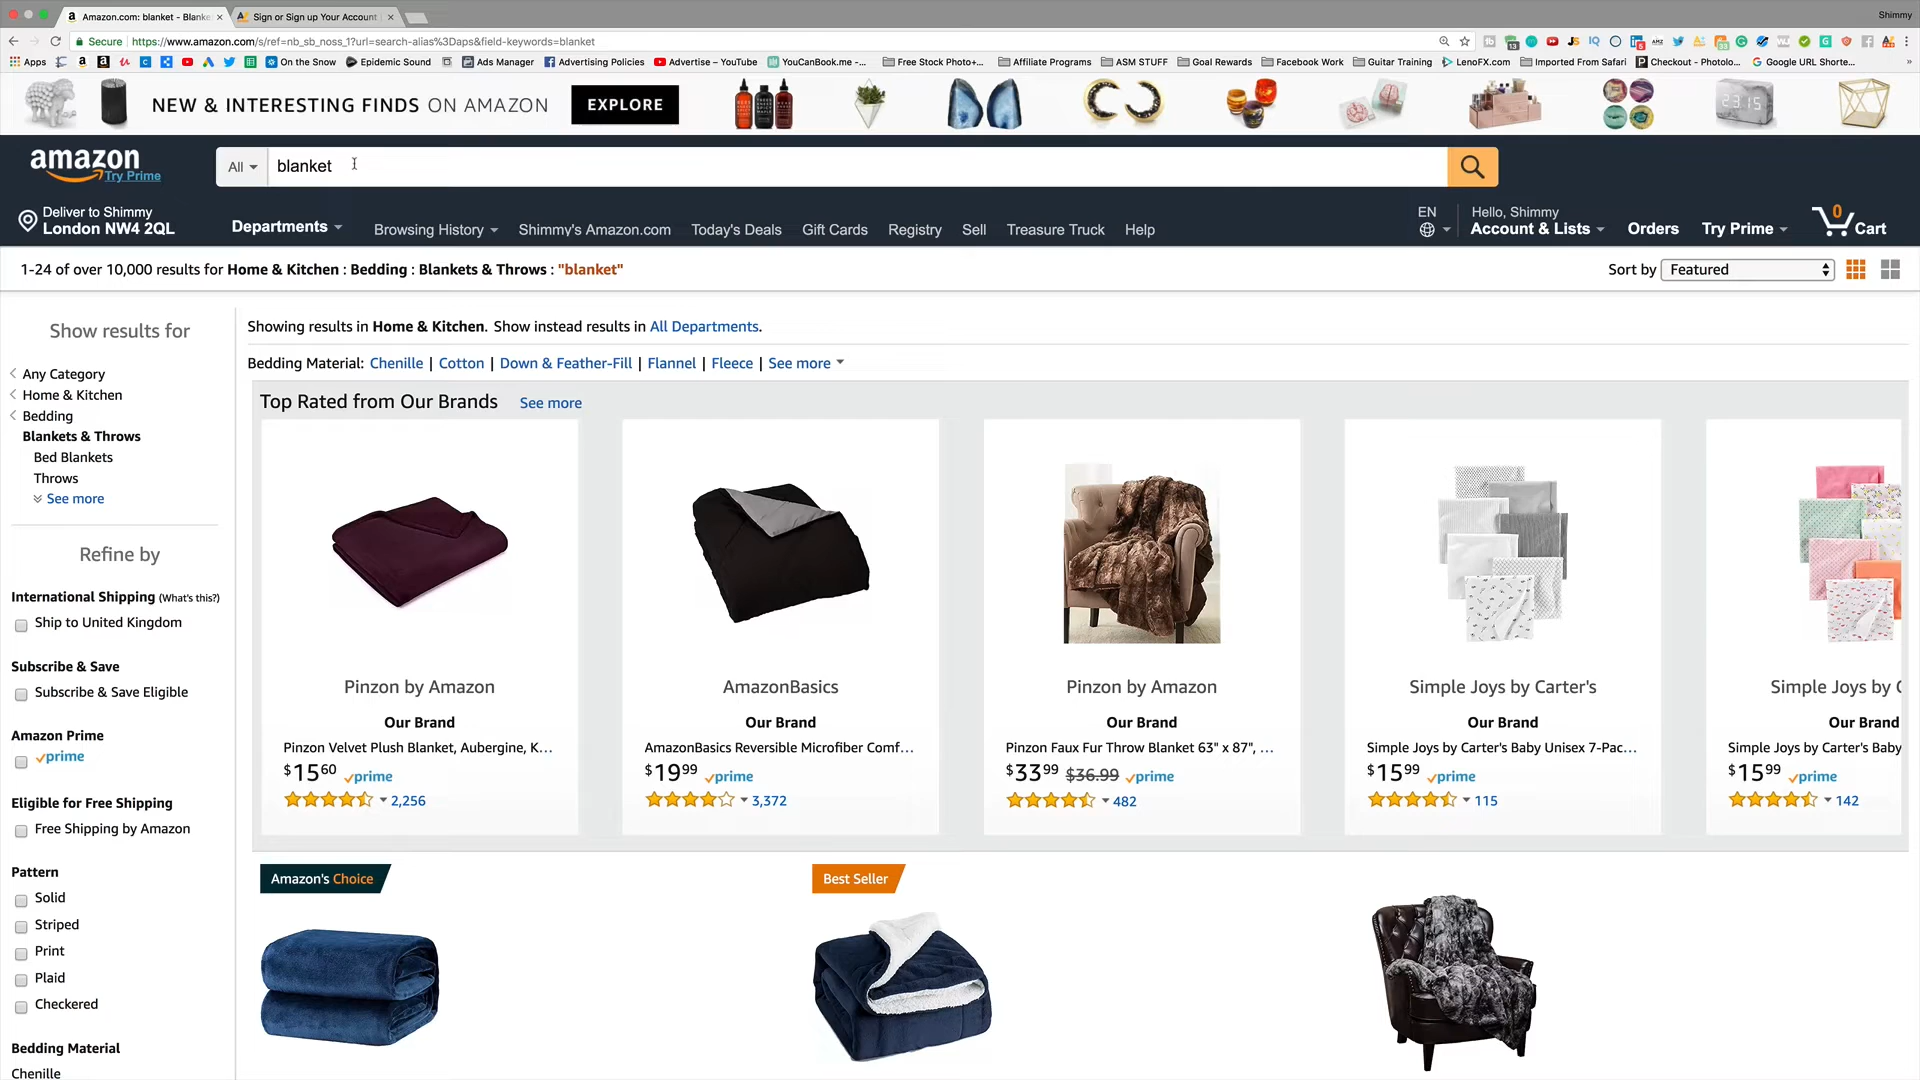 Shimmy
Amazon.com: blanket - Blanke
Sign or Sign up Your Account
Secure | https://www.amazon.com/s/ref=nb_sb_noss_1?url=search-alias%3Daps&field-keywords=blanket
Apps On the Snow Epidemic Sound Ads Manager Advertising Policies Advertise – YouTube YouCanBook.me -... Free Stock Photo+... Affiliate Programs ASM STUFF Goal Rewards Facebook Work Guitar Training LenoFX.com Imported From Safari Checkout - Photolo... Google URL Shorte...
NEW & INTERESTING FINDS ON AMAZON EXPLORE
amazon
Try Prime
All blanket
Deliver to Shimmy
London NW4 2QL
Departments Browsing History Shimmy's Amazon.com Today's Deals Gift Cards Registry Sell Treasure Truck Help
EN
Hello, Shimmy
Account & Lists Orders Try Prime 0 Cart
1-24 of over 10,000 results for Home & Kitchen : Bedding : Blankets & Throws : "blanket"
Sort by Featured
Show results for
Any Category
Home & Kitchen
Bedding
Blankets & Throws
Bed Blankets
Throws
See more
Refine by
International Shipping (What's this?)
Ship to United Kingdom
Subscribe & Save
Subscribe & Save Eligible
Amazon Prime
prime
Eligible for Free Shipping
Free Shipping by Amazon
Pattern
Solid
Striped
Print
Plaid
Checkered
Bedding Material
Chenille
Showing results in Home & Kitchen. Show instead results in All Departments.
Bedding Material: Chenille | Cotton | Down & Feather-Fill | Flannel | Fleece | See more
Top Rated from Our Brands See more
Pinzon by Amazon
Our Brand
Pinzon Velvet Plush Blanket, Aubergine, K...
$15 60 prime
2,256
AmazonBasics
Our Brand
AmazonBasics Reversible Microfiber Comf...
$19 99 prime
3,372
Pinzon by Amazon
Our Brand
Pinzon Faux Fur Throw Blanket 63" x 87", ...
$33 99 $36.99 prime
482
Simple Joys by Carter's
Our Brand
Simple Joys by Carter's Baby Unisex 7-Pac...
$15 99 prime
115
Simple Joys by C
Our Brand
Simple Joys by Carter's Baby
$15 99 prime
142
Amazon's Choice
Best Seller